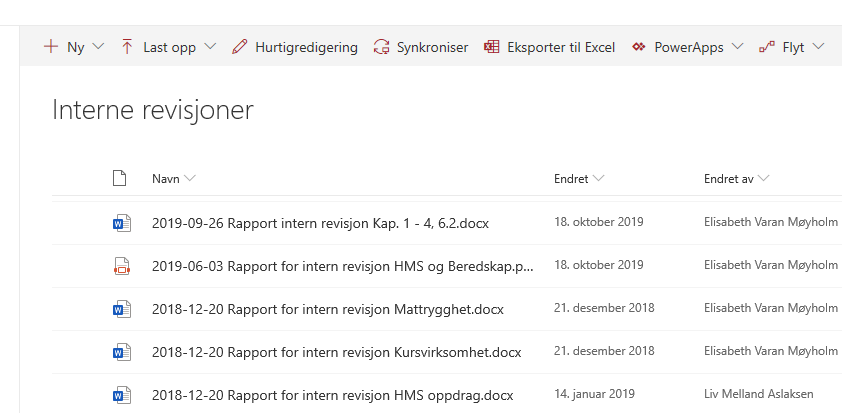 Ny Last opp Hurtigredigering Synkroniser Eksporter til Excel PowerApps Flyt
Interne revisjoner
Navn Endret Endret av
2019-09-26 Rapport intern revisjon Kap. 1 - 4, 6.2.docx 18. oktober 2019 Elisabeth Varan Møyholm
2019-06-03 Rapport for intern revisjon HMS og Beredskap.p... 18. oktober 2019 Elisabeth Varan Møyholm
2018-12-20 Rapport for intern revisjon Mattrygghet.docx 21. desember 2018 Elisabeth Varan Møyholm
2018-12-20 Rapport for intern revisjon Kursvirksomhet.docx 21. desember 2018 Elisabeth Varan Møyholm
2018-12-20 Rapport for intern revisjon HMS oppdrag.docx 14. januar 2019 Liv Melland Aslaksen